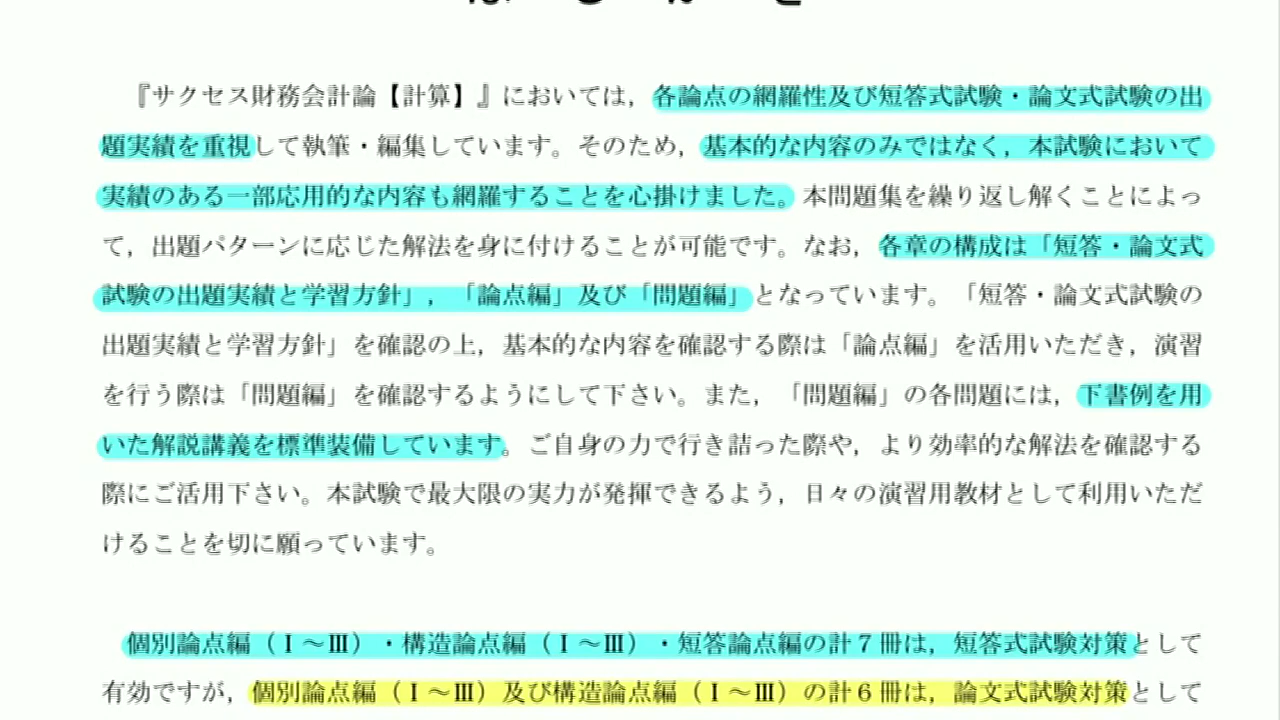 『サクセス財務会計論【計算】』においては，各論点の網羅性及び短答式試験・論文式試験の出
題実績を重視して執筆・編集しています。そのため，基本的な内容のみではなく，本試験において
実績のある一部応用的な内容も網羅することを心掛けました。本問題集を繰り返し解くことによっ
て，出題パターンに応じた解法を身に付けることが可能です。なお，各章の構成は「短答・論文式
試験の出題実績と学習方針」，「論点編」及び「問題編」となっています。「短答・論文式試験の
出題実績と学習方針」を確認の上，基本的な内容を確認する際は「論点編」を活用いただき，演習
を行う際は「問題編」を確認するようにして下さい。また，「問題編」の各問題には，下書例を用
いた解説講義を標準装備しています。ご自身の力で行き詰った際や，より効率的な解法を確認する
際にご活用下さい。本試験で最大限の実力が発揮できるよう，日々の演習用教材として利用いただ
けることを切に願っています。
個別論点編（Ⅰ～Ⅲ）・構造論点編（Ⅰ～Ⅲ）・短答論点編の計７冊は，短答式試験対策として
有効ですが，個別論点編（Ⅰ～Ⅲ）及び構造論点編（Ⅰ～Ⅲ）の計６冊は，論文式試験対策として